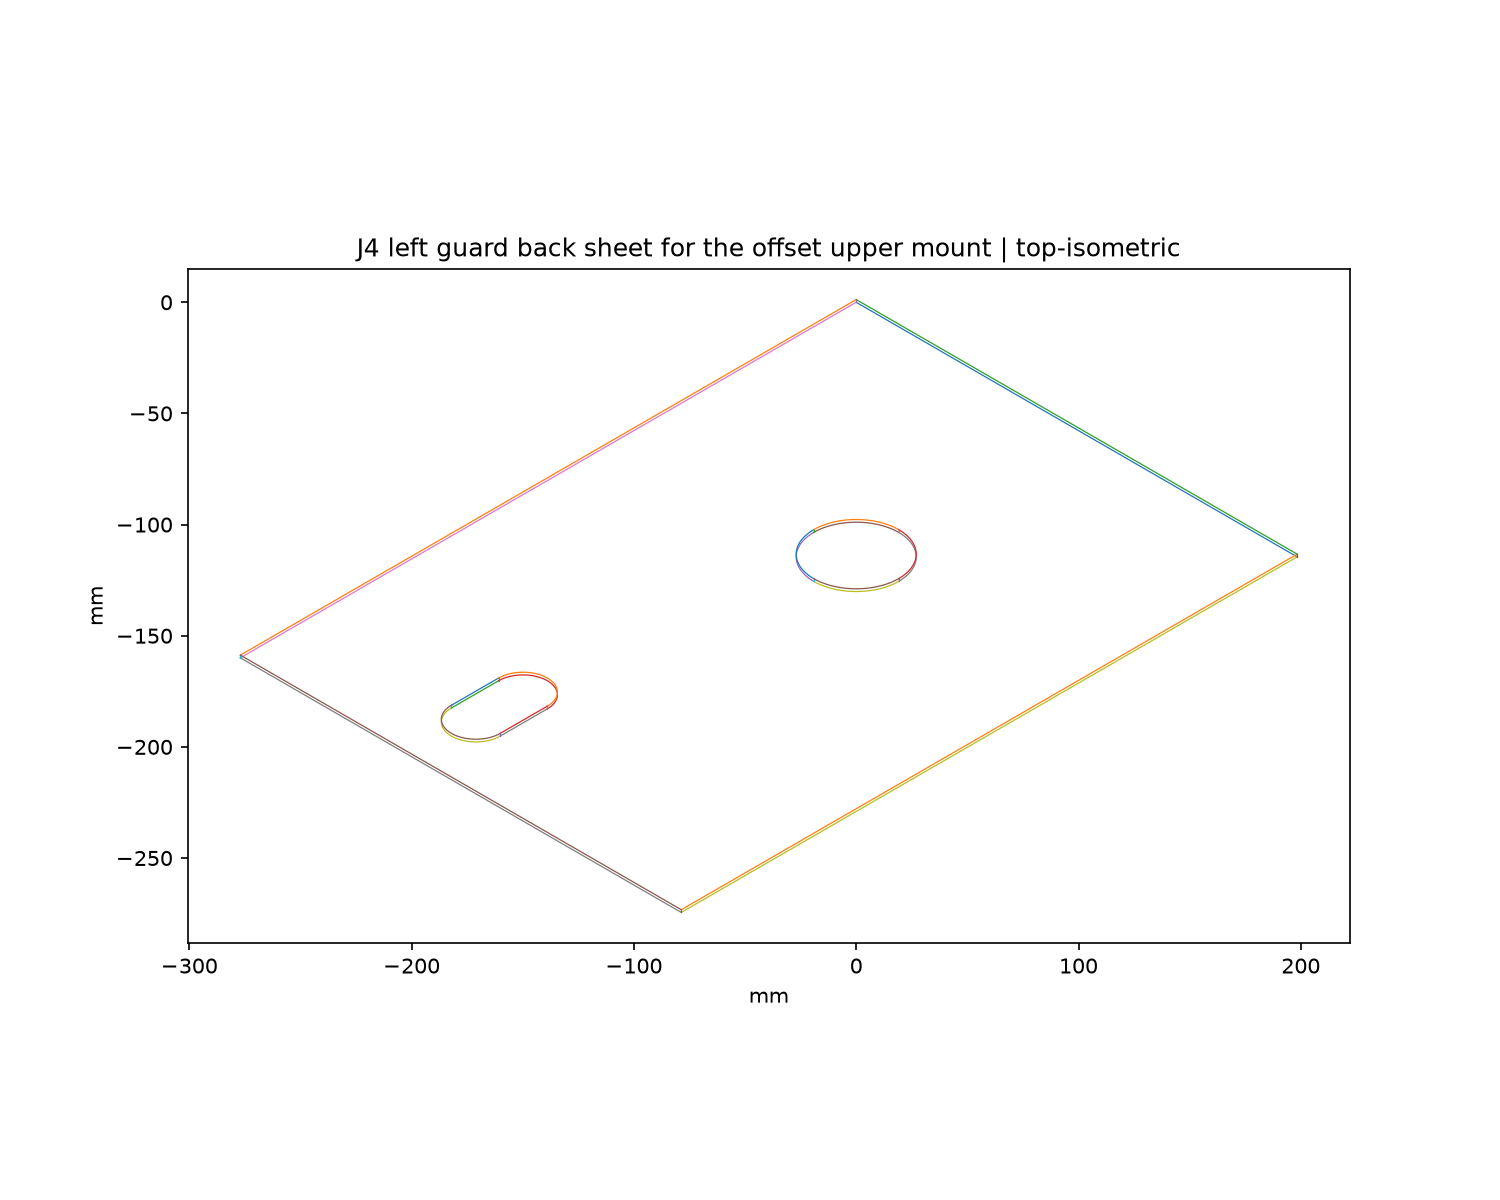 J4 left guard back sheet for the offset upper mount | top-isometric
0
−50
−100
−150
−200
−250
mm
−300 −200 −100 0 100 200
mm